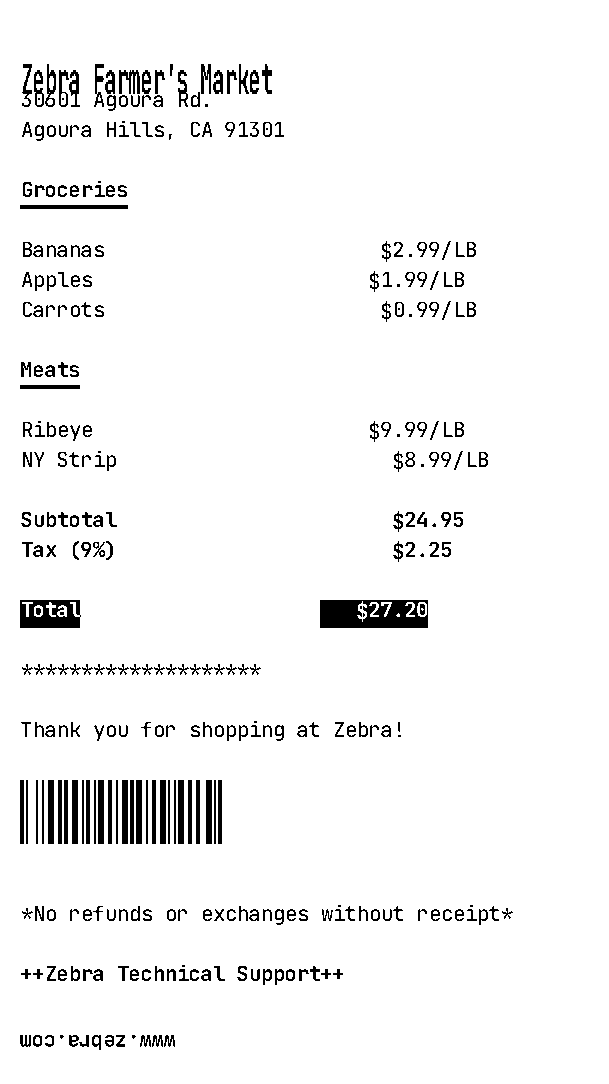 Zebra Farmer's Market
30601 Agoura Rd.
Agoura Hills, CA 91301
Groceries
Bananas $2.99/LB
Apples $1.99/LB
Carrots $0.99/LB
Meats
Ribeye $9.99/LB
NY Strip $8.99/LB
Subtotal $24.95
Tax (9%) $2.25
Total $27.20
********************
Thank you for shopping at Zebra!
*No refunds or exchanges without receipt*
++Zebra Technical Support++
www.zebra.com